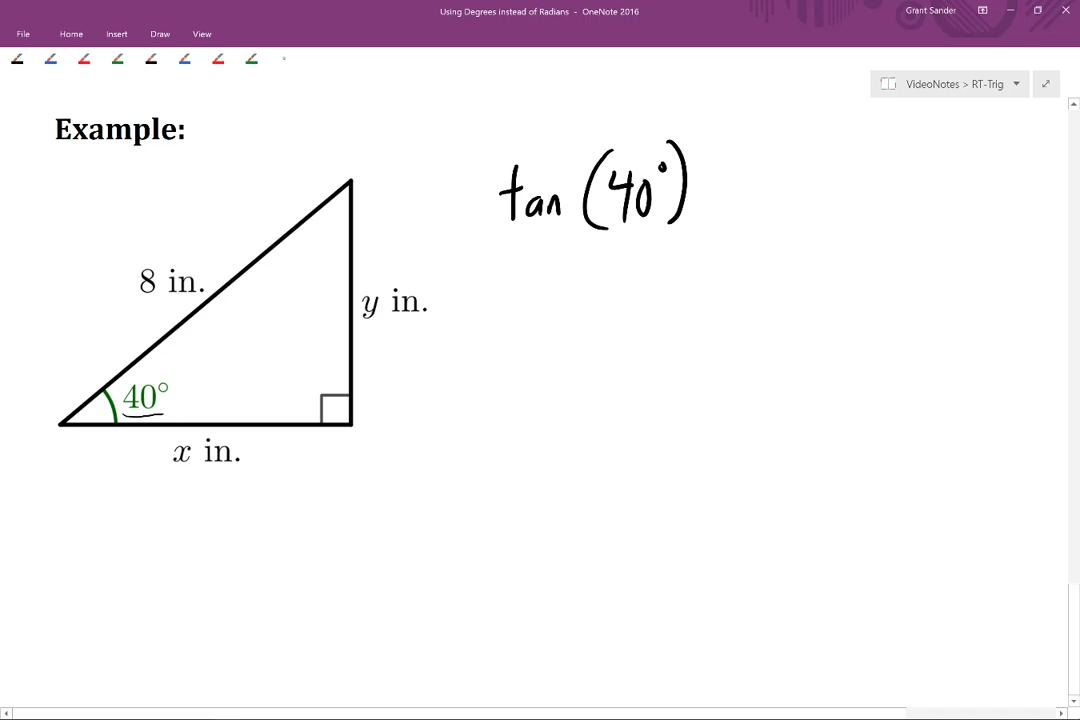 Using Degrees instead of Radians - OneNote 2016
Grant Sander
File Home Insert Draw View
VideoNotes > RT-Trig
Example:
tan (40°)
8 in.
y in.
40°
x in.